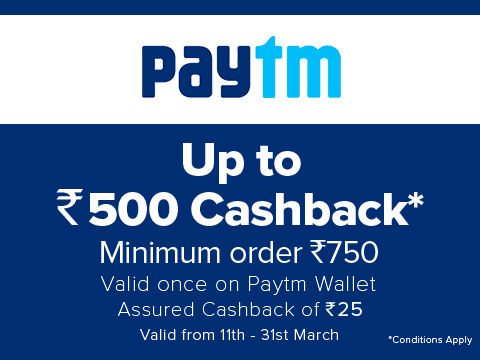 paytm
Up to
₹500 Cashback*
Minimum order ₹750
Valid once on Paytm Wallet
Assured Cashback of ₹25
Valid from 11th - 31st March
*Conditions Apply